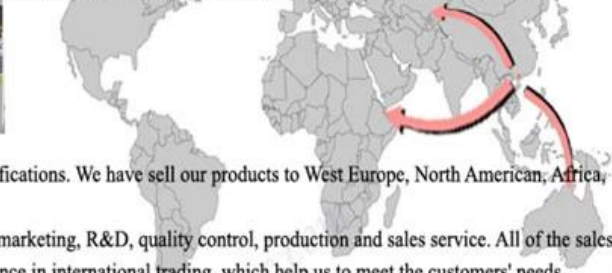 fications. We have sell our products to West Europe, North American, Africa,
marketing, R&D, quality control, production and sales service. All of the sales
nce in international trading, which help us to meet the customers' needs